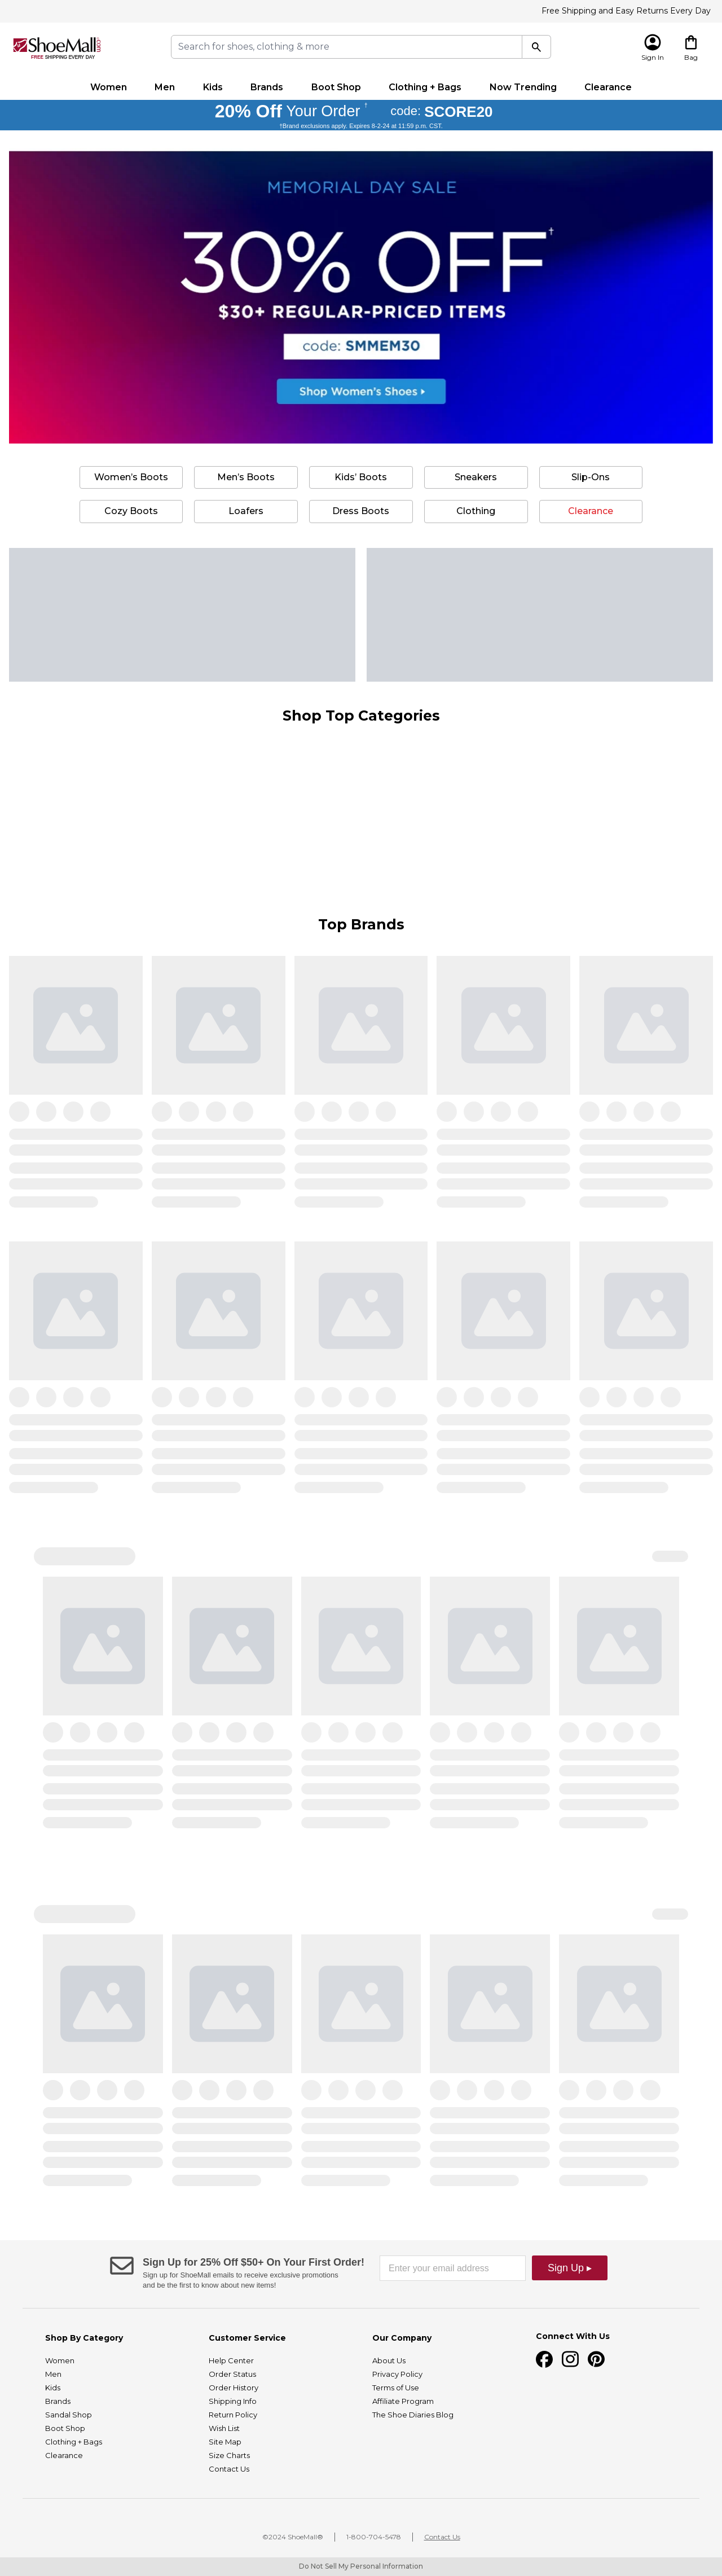 Free Shipping and Easy Returns Every Day
ShoeMall.com
FREE SHIPPING EVERY DAY
Search for shoes, clothing & more
Sign In
Bag
Women
Men
Kids
Brands
Boot Shop
Clothing + Bags
Now Trending
Clearance
20% Off Your Order † code: SCORE20
†Brand exclusions apply. Expires 8-2-24 at 11:59 p.m. CST.
MEMORIAL DAY SALE
30% OFF†
$30+ REGULAR-PRICED ITEMS
code: SMMEM30
Shop Women's Shoes ▸
Women's Boots
Men's Boots
Kids' Boots
Sneakers
Slip-Ons
Cozy Boots
Loafers
Dress Boots
Clothing
Clearance
Shop Top Categories
Top Brands
Sign Up for 25% Off $50+ On Your First Order!
Sign up for ShoeMall emails to receive exclusive promotions
and be the first to know about new items!
Enter your email address
Sign Up ▸
Shop By Category
Women
Men
Kids
Brands
Sandal Shop
Boot Shop
Clothing + Bags
Clearance
Customer Service
Help Center
Order Status
Order History
Shipping Info
Return Policy
Wish List
Site Map
Size Charts
Contact Us
Our Company
About Us
Privacy Policy
Terms of Use
Affiliate Program
The Shoe Diaries Blog
Connect With Us
©2024 ShoeMall®
1-800-704-5478
Contact Us
Do Not Sell My Personal Information